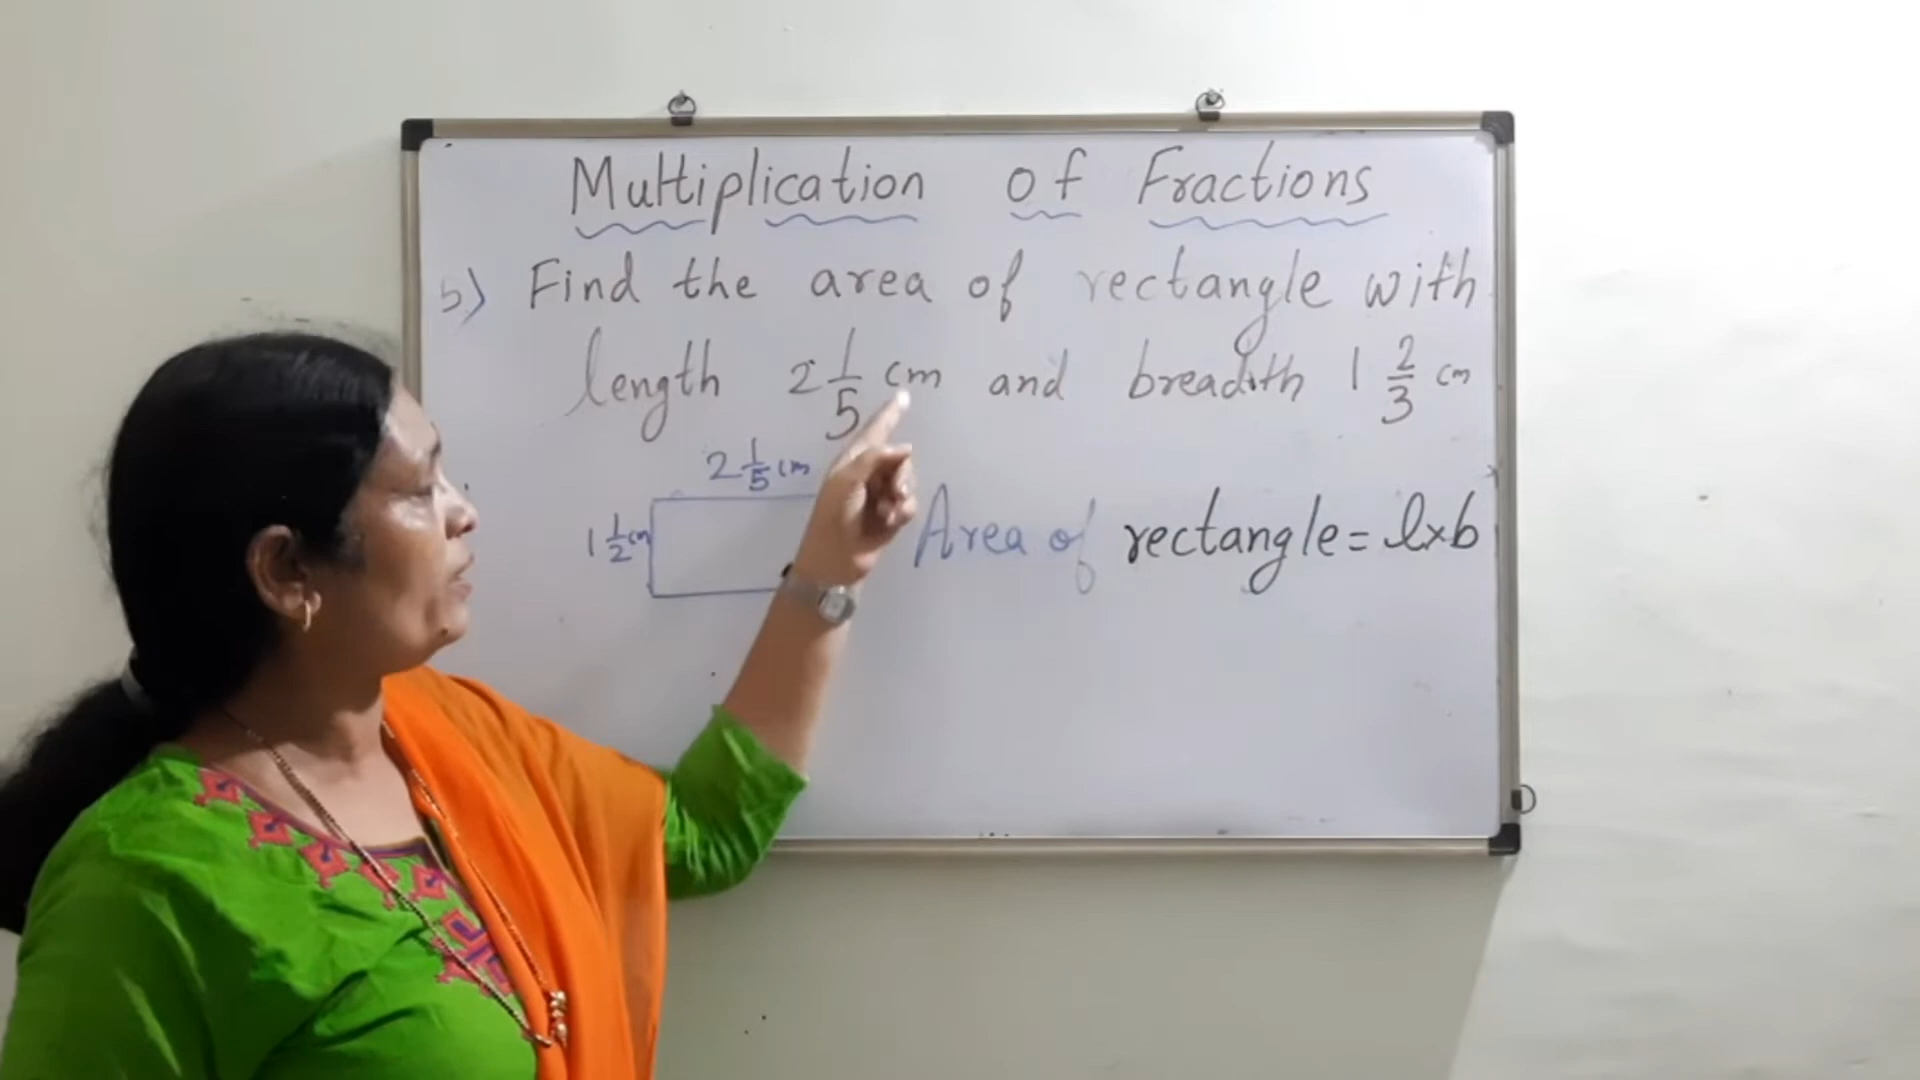 Multiplication of Fractions
5) Find the area of rectangle with
length 2 1/5 cm and breadth 1 2/3 cm
2 1/5 cm
1 1/2 cm
Area of rectangle = l×b